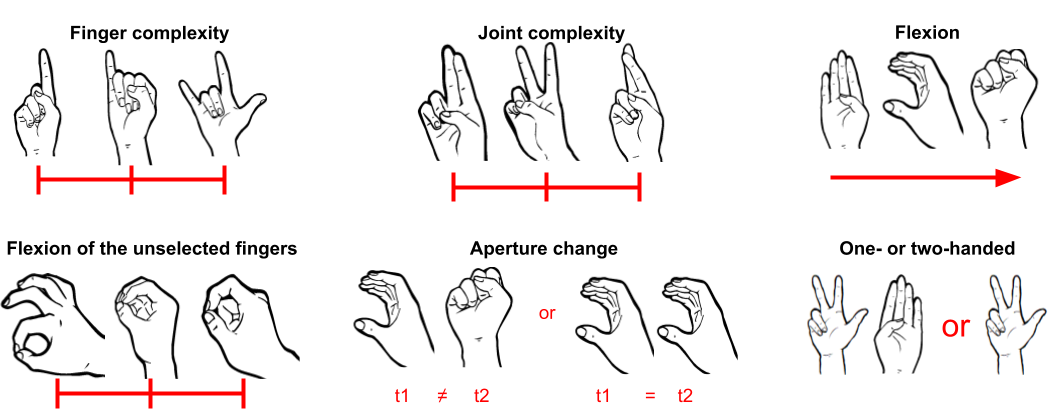 Finger complexity
Joint complexity
Flexion
Flexion of the unselected fingers
Aperture change
One- or two-handed
or
or
t1 ≠ t2
t1 = t2